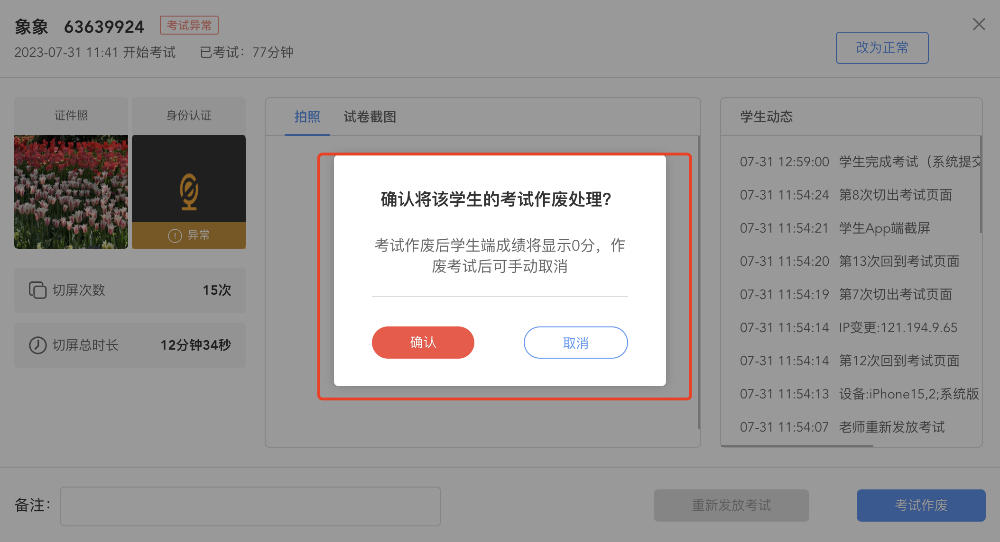 象象 63639924 考试异常
2023-07-31 11:41 开始考试 已考试：77分钟
改为正常
证件照 身份认证
异常
切屏次数 15次
切屏总时长 12分钟34秒
拍照 试卷截图
确认将该学生的考试作废处理?
考试作废后学生端成绩将显示0分，作
废考试后可手动取消
确认 取消
学生动态
07-31 12:59:00 学生完成考试（系统提交
07-31 11:54:24 第8次切出考试页面
07-31 11:54:21 学生App端截屏
07-31 11:54:20 第13次回到考试页面
07-31 11:54:19 第7次切出考试页面
07-31 11:54:14 IP变更:121.194.9.65
07-31 11:54:14 第12次回到考试页面
07-31 11:54:13 设备:iPhone15,2;系统版
07-31 11:54:07 老师重新发放考试
备注：
重新发放考试 考试作废